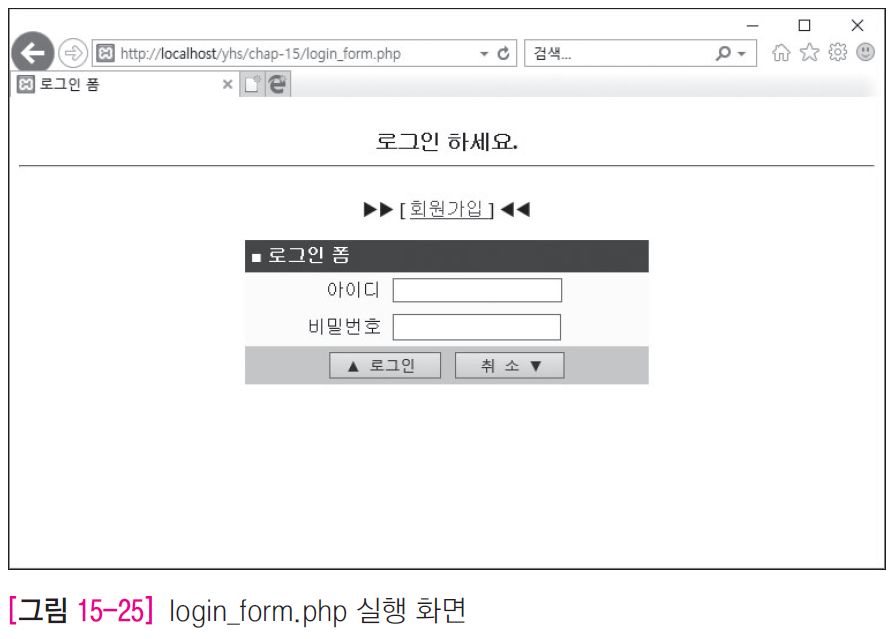 http://localhost/yhs/chap-15/login_form.php 검색...
로그인 폼
로그인 하세요.
▶▶ [ 회원가입 ] ◀◀
■ 로그인 폼
아이디
비밀번호
▲ 로그인 취 소 ▼
[그림 15-25] login_form.php 실행 화면